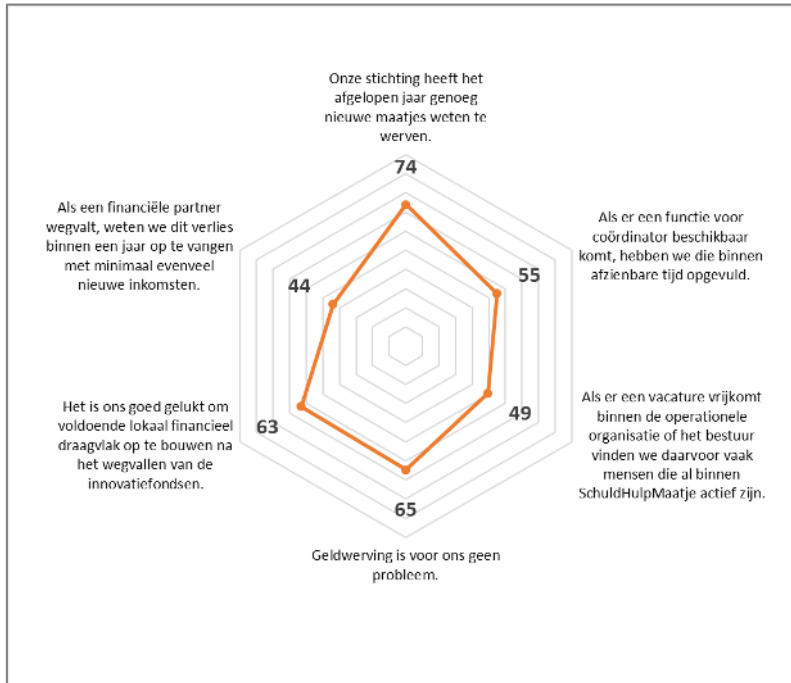 Onze stichting heeft het
afgelopen jaar genoeg
nieuwe maatjes weten te
werven.
74
Als er een functie voor
coördinator beschikbaar
komt, hebben we die binnen
afzienbare tijd opgevuld.
55
Als er een vacature vrijkomt
binnen de operationele
organisatie of het bestuur
vinden we daarvoor vaak
mensen die al binnen
SchuldHulpMaatje actief zijn.
49
65
Geldwerving is voor ons geen
probleem.
Het is ons goed gelukt om
voldoende lokaal financieel
draagvlak op te bouwen na
het wegvallen van de
innovatiefondsen.
63
Als een financiële partner
wegvalt, weten we dit verlies
binnen een jaar op te vangen
met minimaal evenveel
nieuwe inkomsten.
44